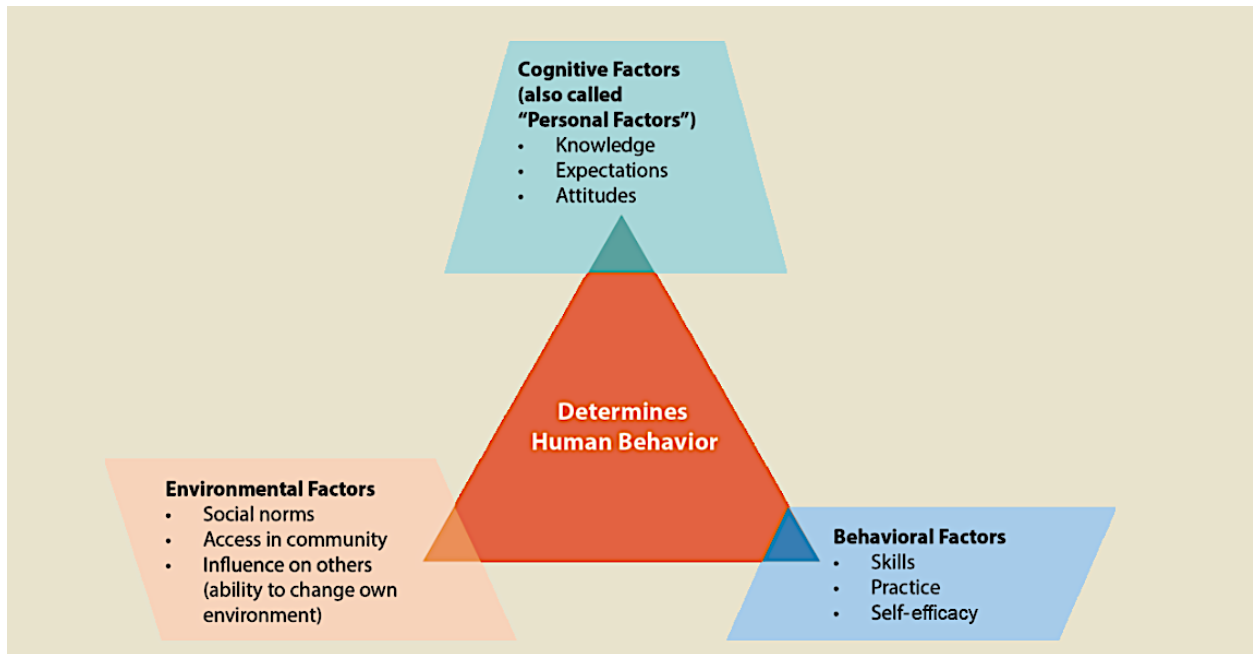 Cognitive Factors
(also called
“Personal Factors”)
• Knowledge
• Expectations
• Attitudes
Determines
Human Behavior
Environmental Factors
• Social norms
• Access in community
• Influence on others
(ability to change own
environment)
Behavioral Factors
• Skills
• Practice
• Self-efficacy